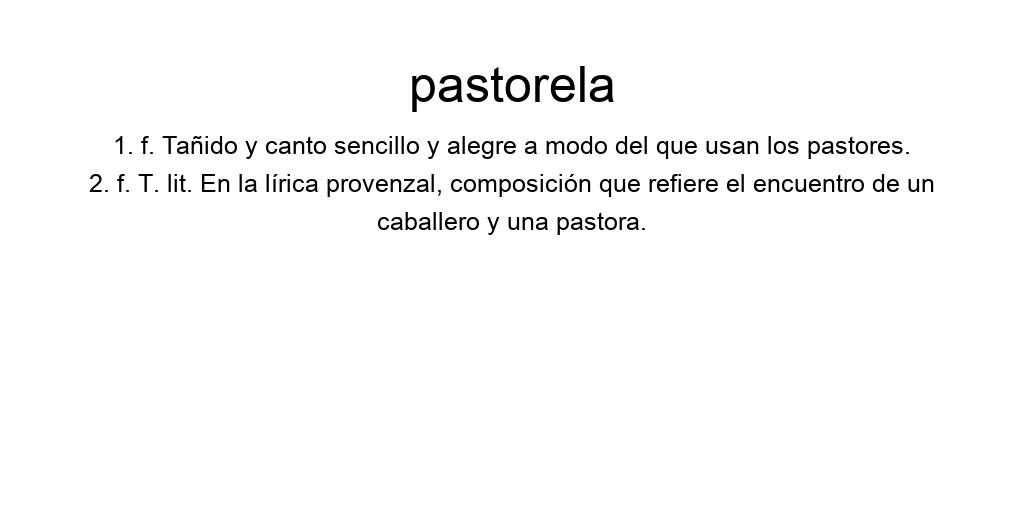 pastorela
1. f. Tañido y canto sencillo y alegre a modo del que usan los pastores.
2. f. T. lit. En la lírica provenzal, composición que refiere el encuentro de un
caballero y una pastora.